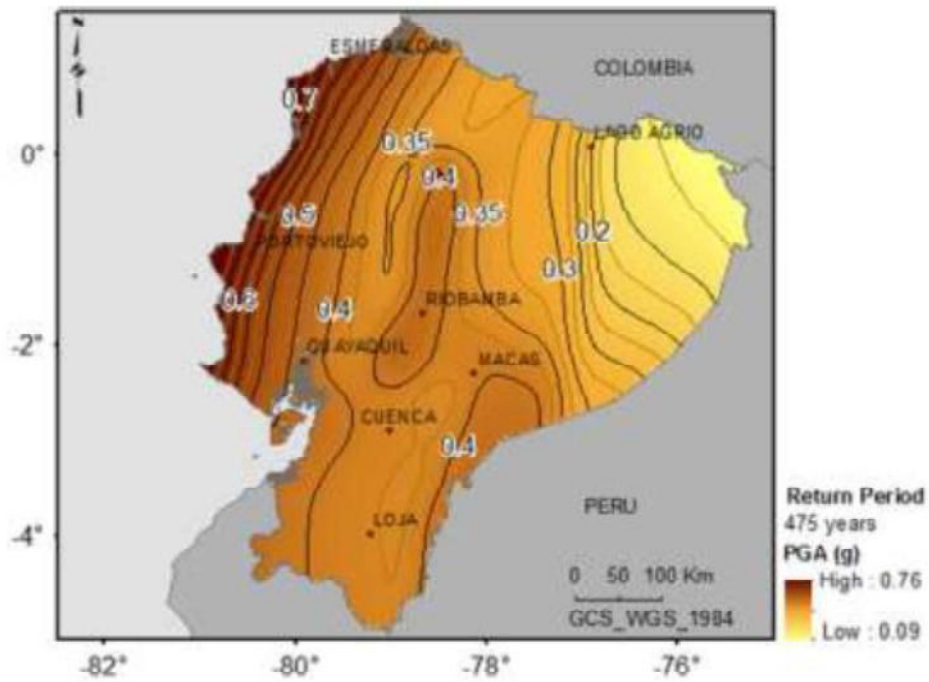 ESMERALDAS
COLOMBIA
0.7
LAGO AGRIO
0.35
0°
0.4
0.5
0.35
0.2
PORTOVIEJO
0.3
0.6
RIOBAMBA
0.4
-2°
GUAYAQUIL
MACAS
CUENCA
0.4
PERU
Return Period
475 years
LOJA
-4°
PGA (g)
0 50 100 Km
High : 0.76
GCS_WGS_1984
Low : 0.09
-82° -80° -78° -76°